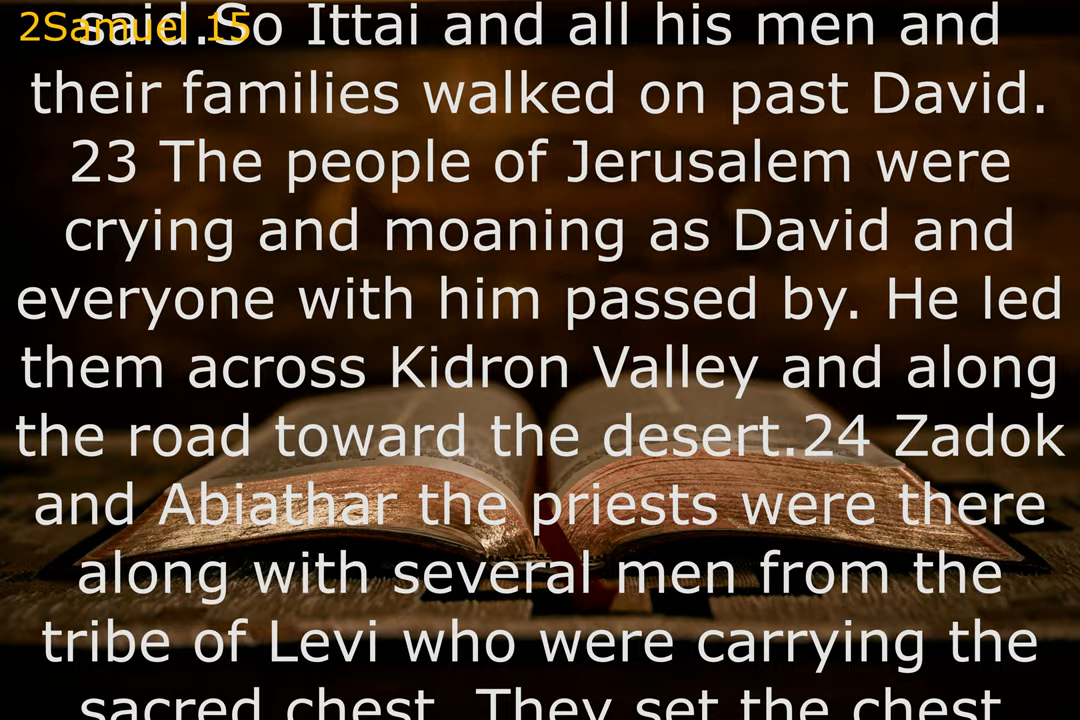 2Samuel 15
said.So Ittai and all his men and
their families walked on past David.
23 The people of Jerusalem were
crying and moaning as David and
everyone with him passed by. He led
them across Kidron Valley and along
the road toward the desert.24 Zadok
and Abiathar the priests were there
along with several men from the
tribe of Levi who were carrying the
sacred chest. They set the chest